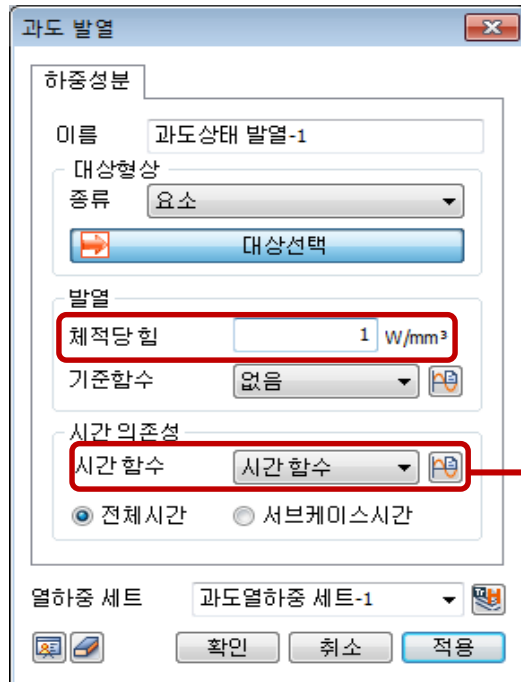 과도 발열
하중성분
이름 과도상태 발열-1
대상형상
종류 요소
대상선택
발열
체적당 힘 1 W/mm³
기준함수 없음
시간 의존성
시간 함수 시간 함수
전체시간 서브케이스시간
열하중 세트 과도열하중 세트-1
확인 취소 적용